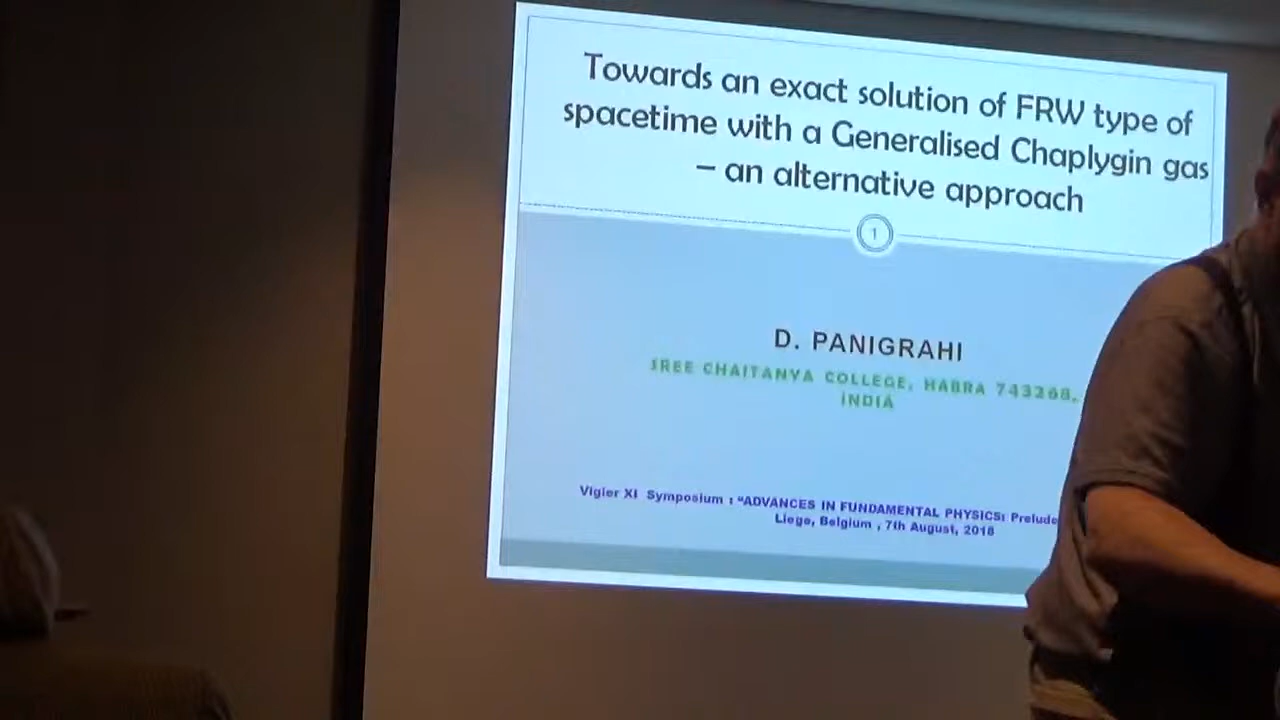 Towards an exact solution of FRW type of
spacetime with a Generalised Chaplygin gas
– an alternative approach
1
D. PANIGRAHI
SREE CHAITANYA COLLEGE, HABRA 743268,
INDIA
Vigier XI Symposium : “ADVANCES IN FUNDAMENTAL PHYSICS: Prelude
Liege, Belgium , 7th August, 2018